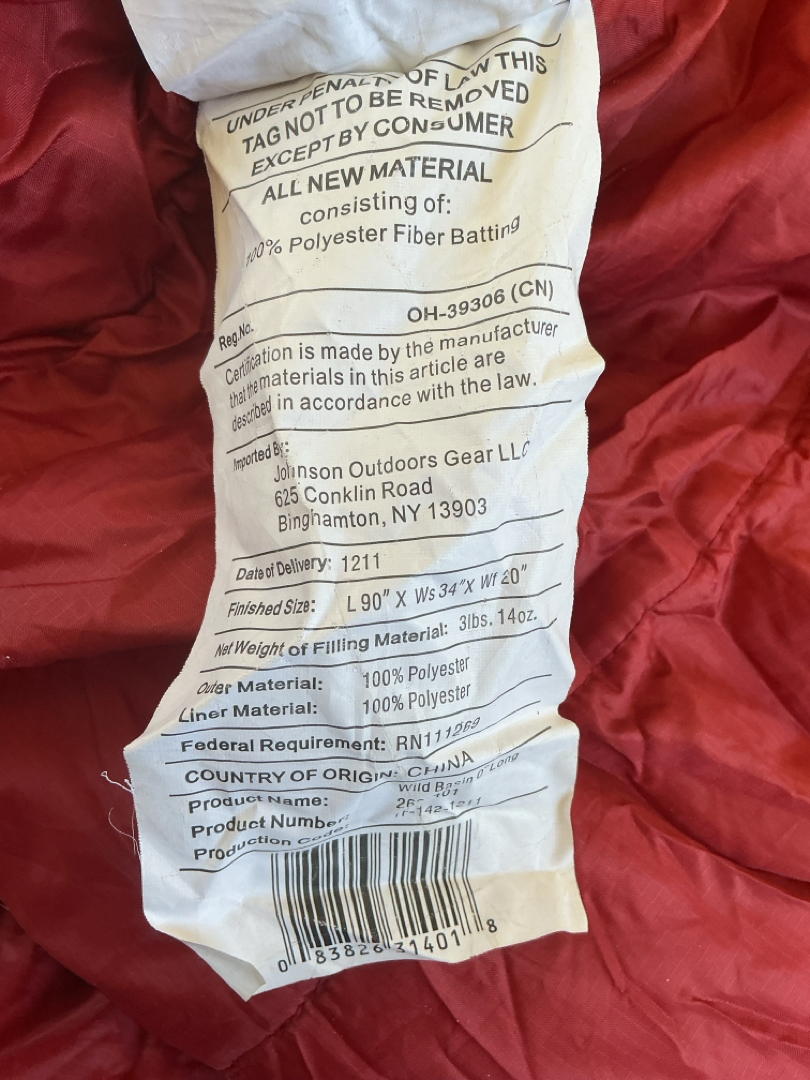 UNDER PENALTY OF LAW THIS
TAG NOT TO BE REMOVED
EXCEPT BY CONSUMER
ALL NEW MATERIAL
consisting of:
100% Polyester Fiber Batting
Reg.No. OH-39306 (CN)
Certification is made by the manufacturer
that the materials in this article are
described in accordance with the law.
Imported By:
Johnson Outdoors Gear LLC
625 Conklin Road
Binghamton, NY 13903
Date of Delivery: 1211
Finished Size: L 90" X Ws 34"X Wf 20"
Net Weight of Filling Material: 3lbs. 14oz.
Outer Material: 100% Polyester
Liner Material: 100% Polyester
Federal Requirement: RN111269
COUNTRY OF ORIGIN: CHINA
Product Name: Wild Basin 0° Long
Product Number:
Production Code:
0 83826 31401 8